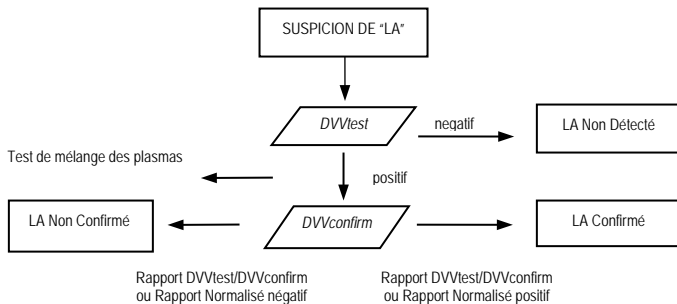 SUSPICION DE “LA”
DVVtest
negatif
LA Non Détecté
Test de mélange des plasmas
positif
LA Non Confirmé
DVVconfirm
LA Confirmé
Rapport DVVtest/DVVconfirm
ou Rapport Normalisé négatif
Rapport DVVtest/DVVconfirm
ou Rapport Normalisé positif